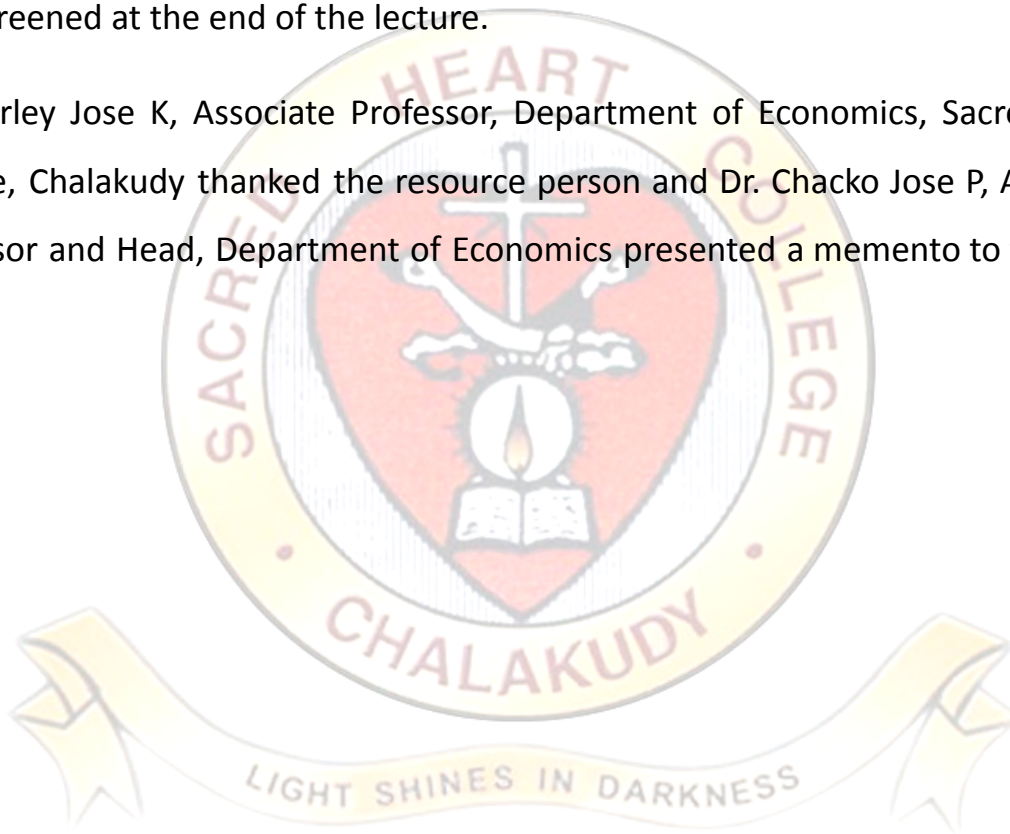 reened at the end of the lecture.
rley Jose K, Associate Professor, Department of Economics, Sacr
e, Chalakudy thanked the resource person and Dr. Chacko Jose P, A
sor and Head, Department of Economics presented a memento to
SACRED HEART COLLEGE
CHALAKUDY
LIGHT SHINES IN DARKNESS